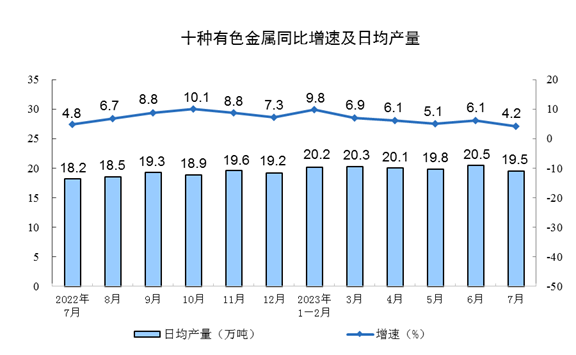 十种有色金属同比增速及日均产量
35 30 25 20 15 10 5 0
20 10 0 -10 -20 -30 -40 -50
4.8 6.7 8.8 10.1 8.8 7.3 9.8 6.9 6.1 5.1 6.1 4.2
18.2 18.5 19.3 18.9 19.6 19.2 20.2 20.3 20.1 19.8 20.5 19.5
2022年 8月 9月 10月 11月 12月 2023年 3月 4月 5月 6月 7月
7月 1—2月
日均产量（万吨） 增速（%）